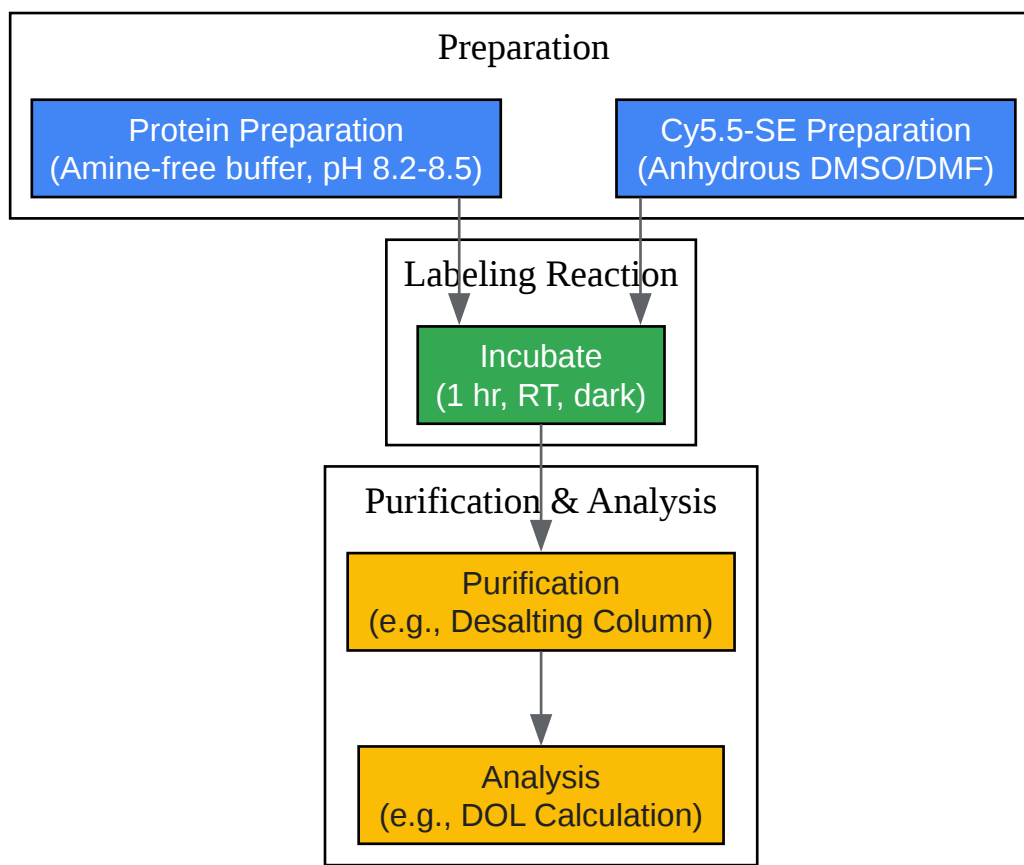 Preparation
Protein Preparation
(Amine-free buffer, pH 8.2-8.5)
Cy5.5-SE Preparation
(Anhydrous DMSO/DMF)
Labeling Reaction
Incubate
(1 hr, RT, dark)
Purification & Analysis
Purification
(e.g., Desalting Column)
Analysis
(e.g., DOL Calculation)